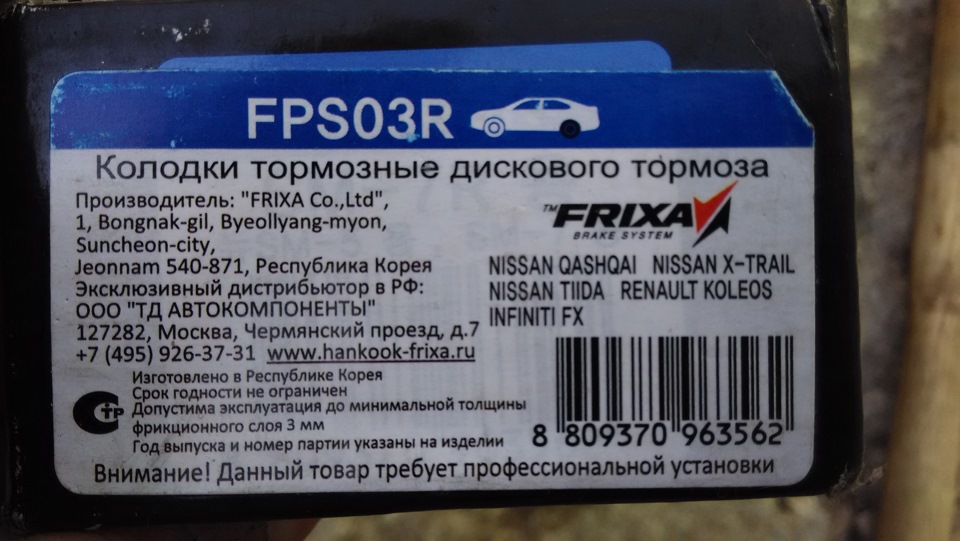 FPS03R
Колодки тормозные дискового тормоза
Производитель: "FRIXA Co.,Ltd",
1, Bongnak-gil, Byeollyang-myon,
Suncheon-city,
Jeonnam 540-871, Республика Корея
Эксклюзивный дистрибьютор в РФ:
ООО "ТД АВТОКОМПОНЕНТЫ"
127282, Москва, Чермянский проезд, д.7
+7 (495) 926-37-31 www.hankook-frixa.ru
TM FRIXA
BRAKE SYSTEM
NISSAN QASHQAI NISSAN X-TRAIL
NISSAN TIIDA RENAULT KOLEOS
INFINITI FX
Изготовлено в Республике Корея
Срок годности не ограничен
Допустима эксплуатация до минимальной толщины
фрикционного слоя 3 мм
Год выпуска и номер партии указаны на изделии
СТР
8 809370 963562
Внимание! Данный товар требует профессиональной установки